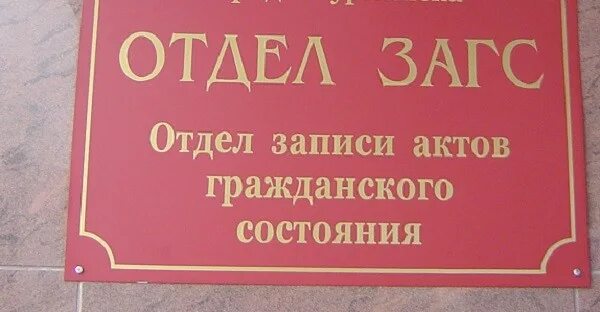 ОТДЕЛ ЗАГС
Отдел записи актов
гражданского
состояния